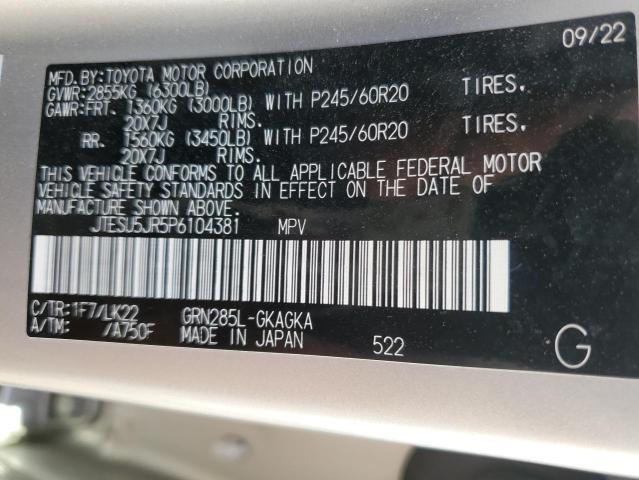 09/22
MFD.BY:TOYOTA MOTOR CORPORATION
GVWR:2855KG (6300LB)
GAWR:FRT. 1360KG (3000LB) WITH P245/60R20 TIRES,
20X7J RIMS.
RR. 1560KG (3450LB) WITH P245/60R20 TIRES,
20X7J RIMS.
THIS VEHICLE CONFORMS TO ALL APPLICABLE FEDERAL MOTOR
VEHICLE SAFETY STANDARDS IN EFFECT ON THE DATE OF
MANUFACTURE SHOWN ABOVE.
JTESU5JR5P6104381 MPV
C/TR:1F7/LK22 GRN285L-GKAGKA
A/TM: /A750F MADE IN JAPAN 522 G